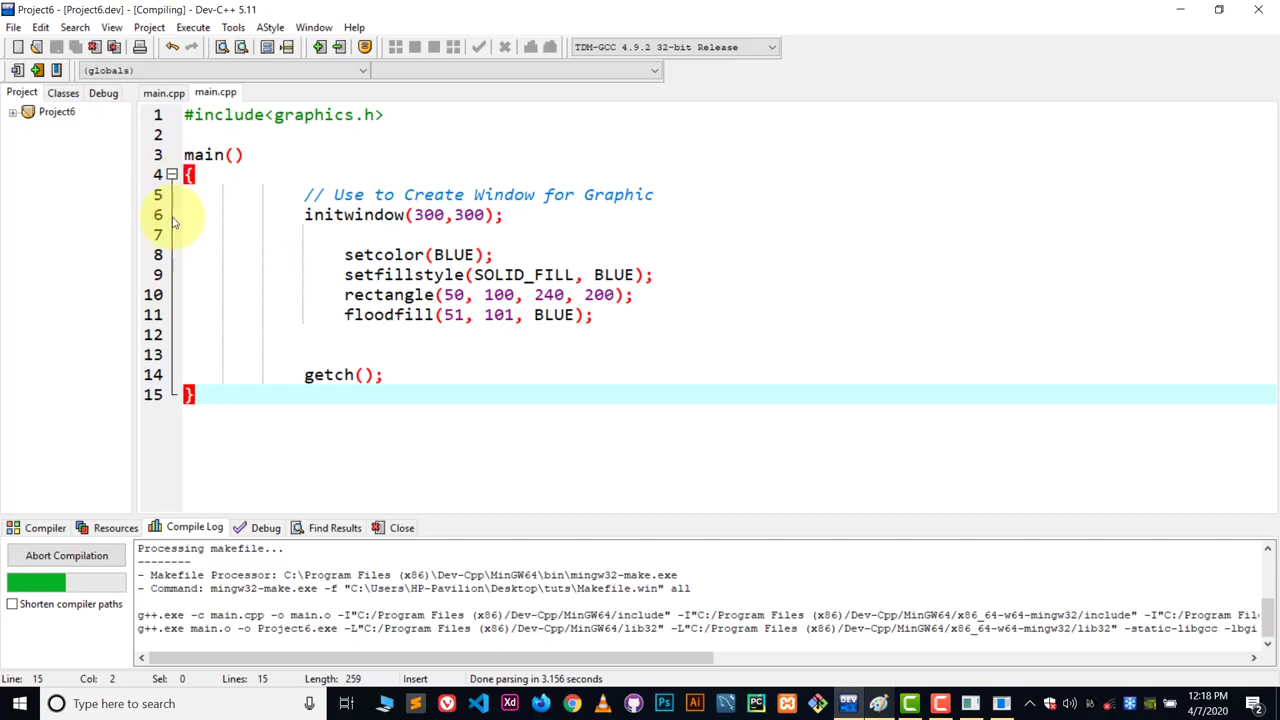 Project6 - [Project6.dev] - [Compiling] - Dev-C++ 5.11
File Edit Search View Project Execute Tools AStyle Window Help
TDM-GCC 4.9.2 32-bit Release
(globals)
Project Classes Debug main.cpp main.cpp
Project6
1 #include<graphics.h>
2
3 main()
4 {
5 // Use to Create Window for Graphic
6 initwindow(300,300);
7
8 setcolor(BLUE);
9 setfillstyle(SOLID_FILL, BLUE);
10 rectangle(50, 100, 240, 200);
11 floodfill(51, 101, BLUE);
12
13
14 getch();
15 }
Compiler Resources Compile Log Debug Find Results Close
Abort Compilation
Shorten compiler paths
Processing makefile...
--------
- Makefile Processor: C:\Program Files (x86)\Dev-Cpp\MinGW64\bin\mingw32-make.exe
- Command: mingw32-make.exe -f "C:\Users\HP-Pavilion\Desktop\tuts\Makefile.win" all
g++.exe -c main.cpp -o main.o -I"C:/Program Files (x86)/Dev-Cpp/MinGW64/include" -I"C:/Program Files (x86)/Dev-Cpp/MinGW64/x86_64-w64-mingw32/include" -I"C:/Program File
g++.exe main.o -o Project6.exe -L"C:/Program Files (x86)/Dev-Cpp/MinGW64/lib32" -L"C:/Program Files (x86)/Dev-Cpp/MinGW64/x86_64-w64-mingw32/lib32" -static-libgcc -lbgi
Line: 15 Col: 2 Sel: 0 Lines: 15 Length: 259 Insert Done parsing in 3.156 seconds
Type here to search
Xd Ps Ai PC
12:18 PM
4/7/2020
2